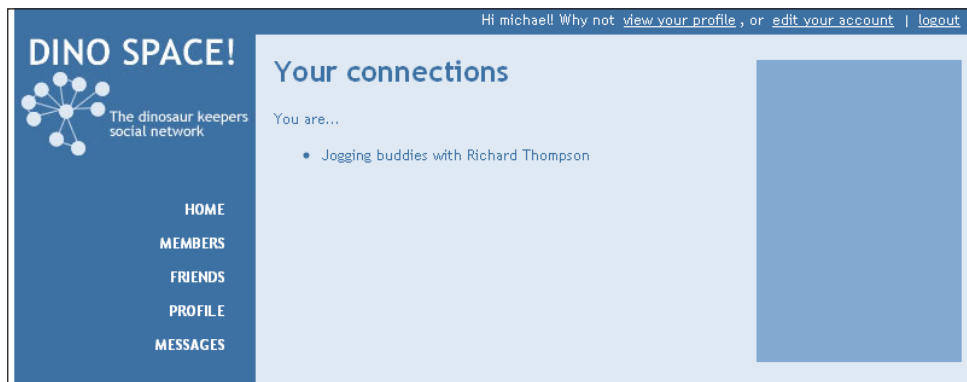 Hi michael! Why not view your profile , or edit your account | logout
DINO SPACE!
The dinosaur keepers
social network
HOME
MEMBERS
FRIENDS
PROFILE
MESSAGES
Your connections
You are...
• Jogging buddies with Richard Thompson